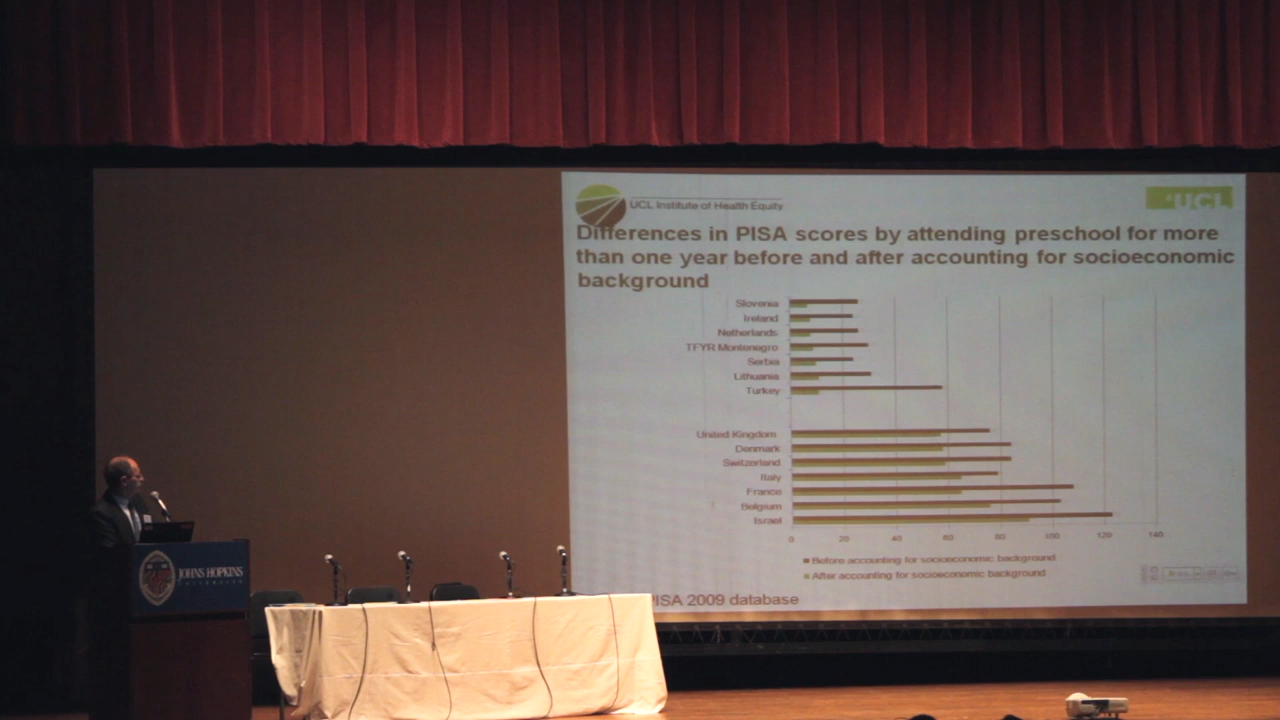 UCL Institute of Health Equity
UCL
Differences in PISA scores by attending preschool for more
than one year before and after accounting for socioeconomic
background
Slovenia
Ireland
Netherlands
TFYR Montenegro
Serbia
Lithuania
Turkey
United Kingdom
Denmark
Switzerland
Italy
France
Belgium
Israel
0 20 40 60 80 100 120 140
Before accounting for socioeconomic background
After accounting for socioeconomic background
ISA 2009 database
JOHNS HOPKINS
UNIVERSITY